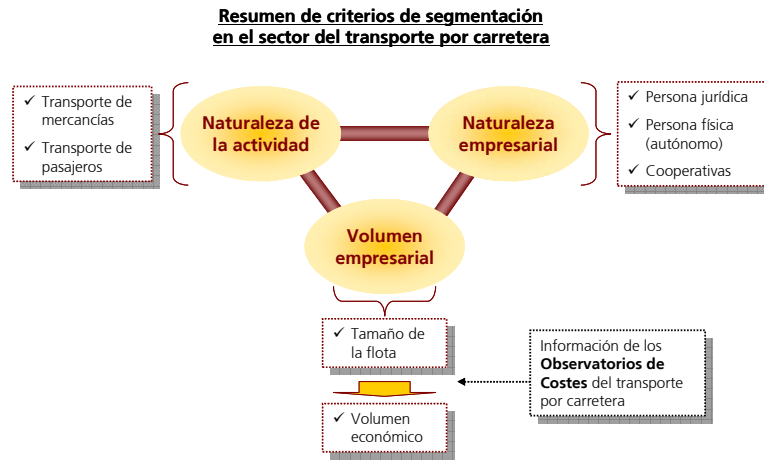 Resumen de criterios de segmentación
en el sector del transporte por carretera
✓ Transporte de
mercancías
✓ Transporte de
pasajeros
Naturaleza de
la actividad
Naturaleza
empresarial
✓ Persona jurídica
✓ Persona física
(autónomo)
✓ Cooperativas
Volumen
empresarial
✓ Tamaño de
la flota
✓ Volumen
económico
Información de los
Observatorios de
Costes del transporte
por carretera